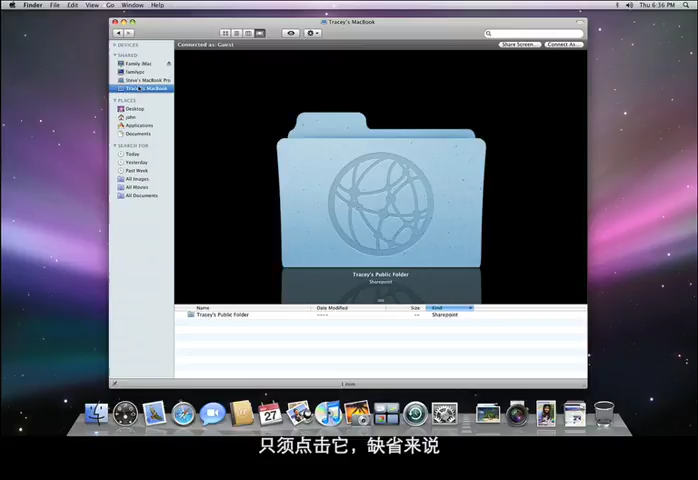 Finder File Edit View Go Window Help
Thu 6:36 PM
Tracey's MacBook
Connected as: Guest
Share Screen...
Connect As...
DEVICES
SHARED
Family iMac
familypc
Steve's MacBook Pro
Tracey's MacBook
PLACES
Desktop
john
Applications
Documents
SEARCH FOR
Today
Yesterday
Past Week
All Images
All Movies
All Documents
Tracey's Public Folder
Sharepoint
Name Date Modified Size Kind
Tracey's Public Folder ---- -- Sharepoint
1 item
27
只须点击它，缺省来说